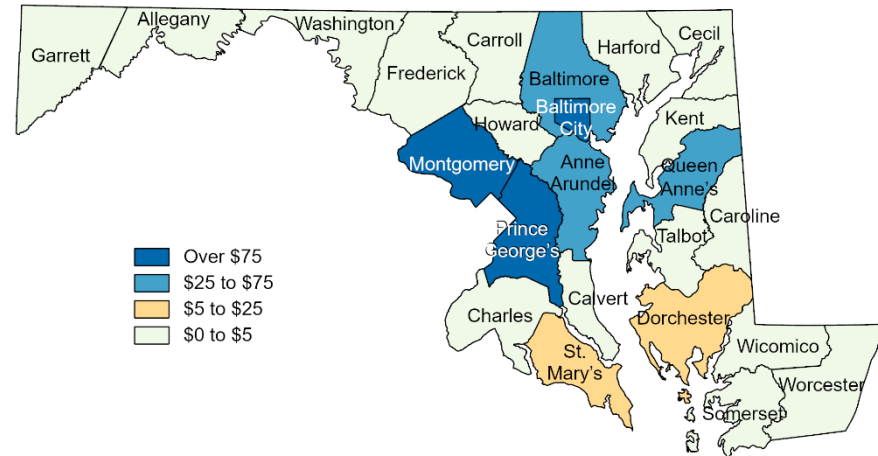 Allegany
Washington
Garrett
Frederick
Carroll
Harford
Cecil
Baltimore
Baltimore
City
Howard
Kent
Montgomery
Anne
Arundel
Queen
Anne's
Prince
George's
Caroline
Talbot
Charles
Calvert
Dorchester
St.
Mary's
Wicomico
Worcester
Somerset
Over $75
$25 to $75
$5 to $25
$0 to $5